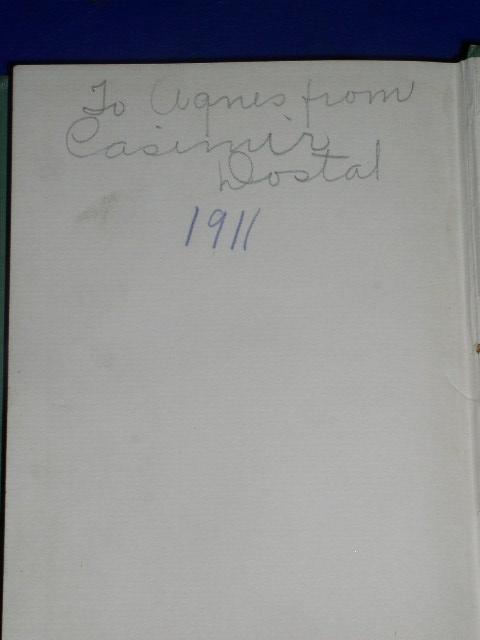 To Agnes from
Casimir
Dostal
1911